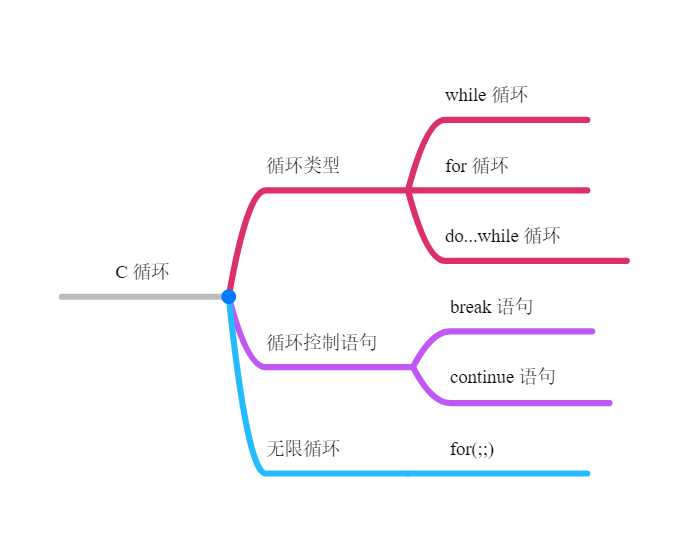 C 循环
循环类型
while 循环
for 循环
do...while 循环
循环控制语句
break 语句
continue 语句
无限循环
for(;;)